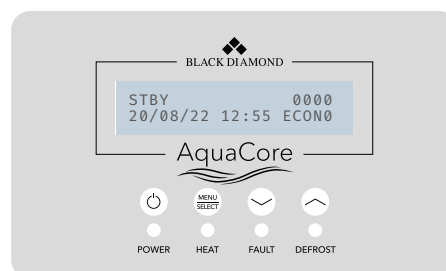 BLACK DIAMOND
STBY 0000
20/08/22 12:55 ECON0
AquaCore
MENU
SELECT
POWER HEAT FAULT DEFROST